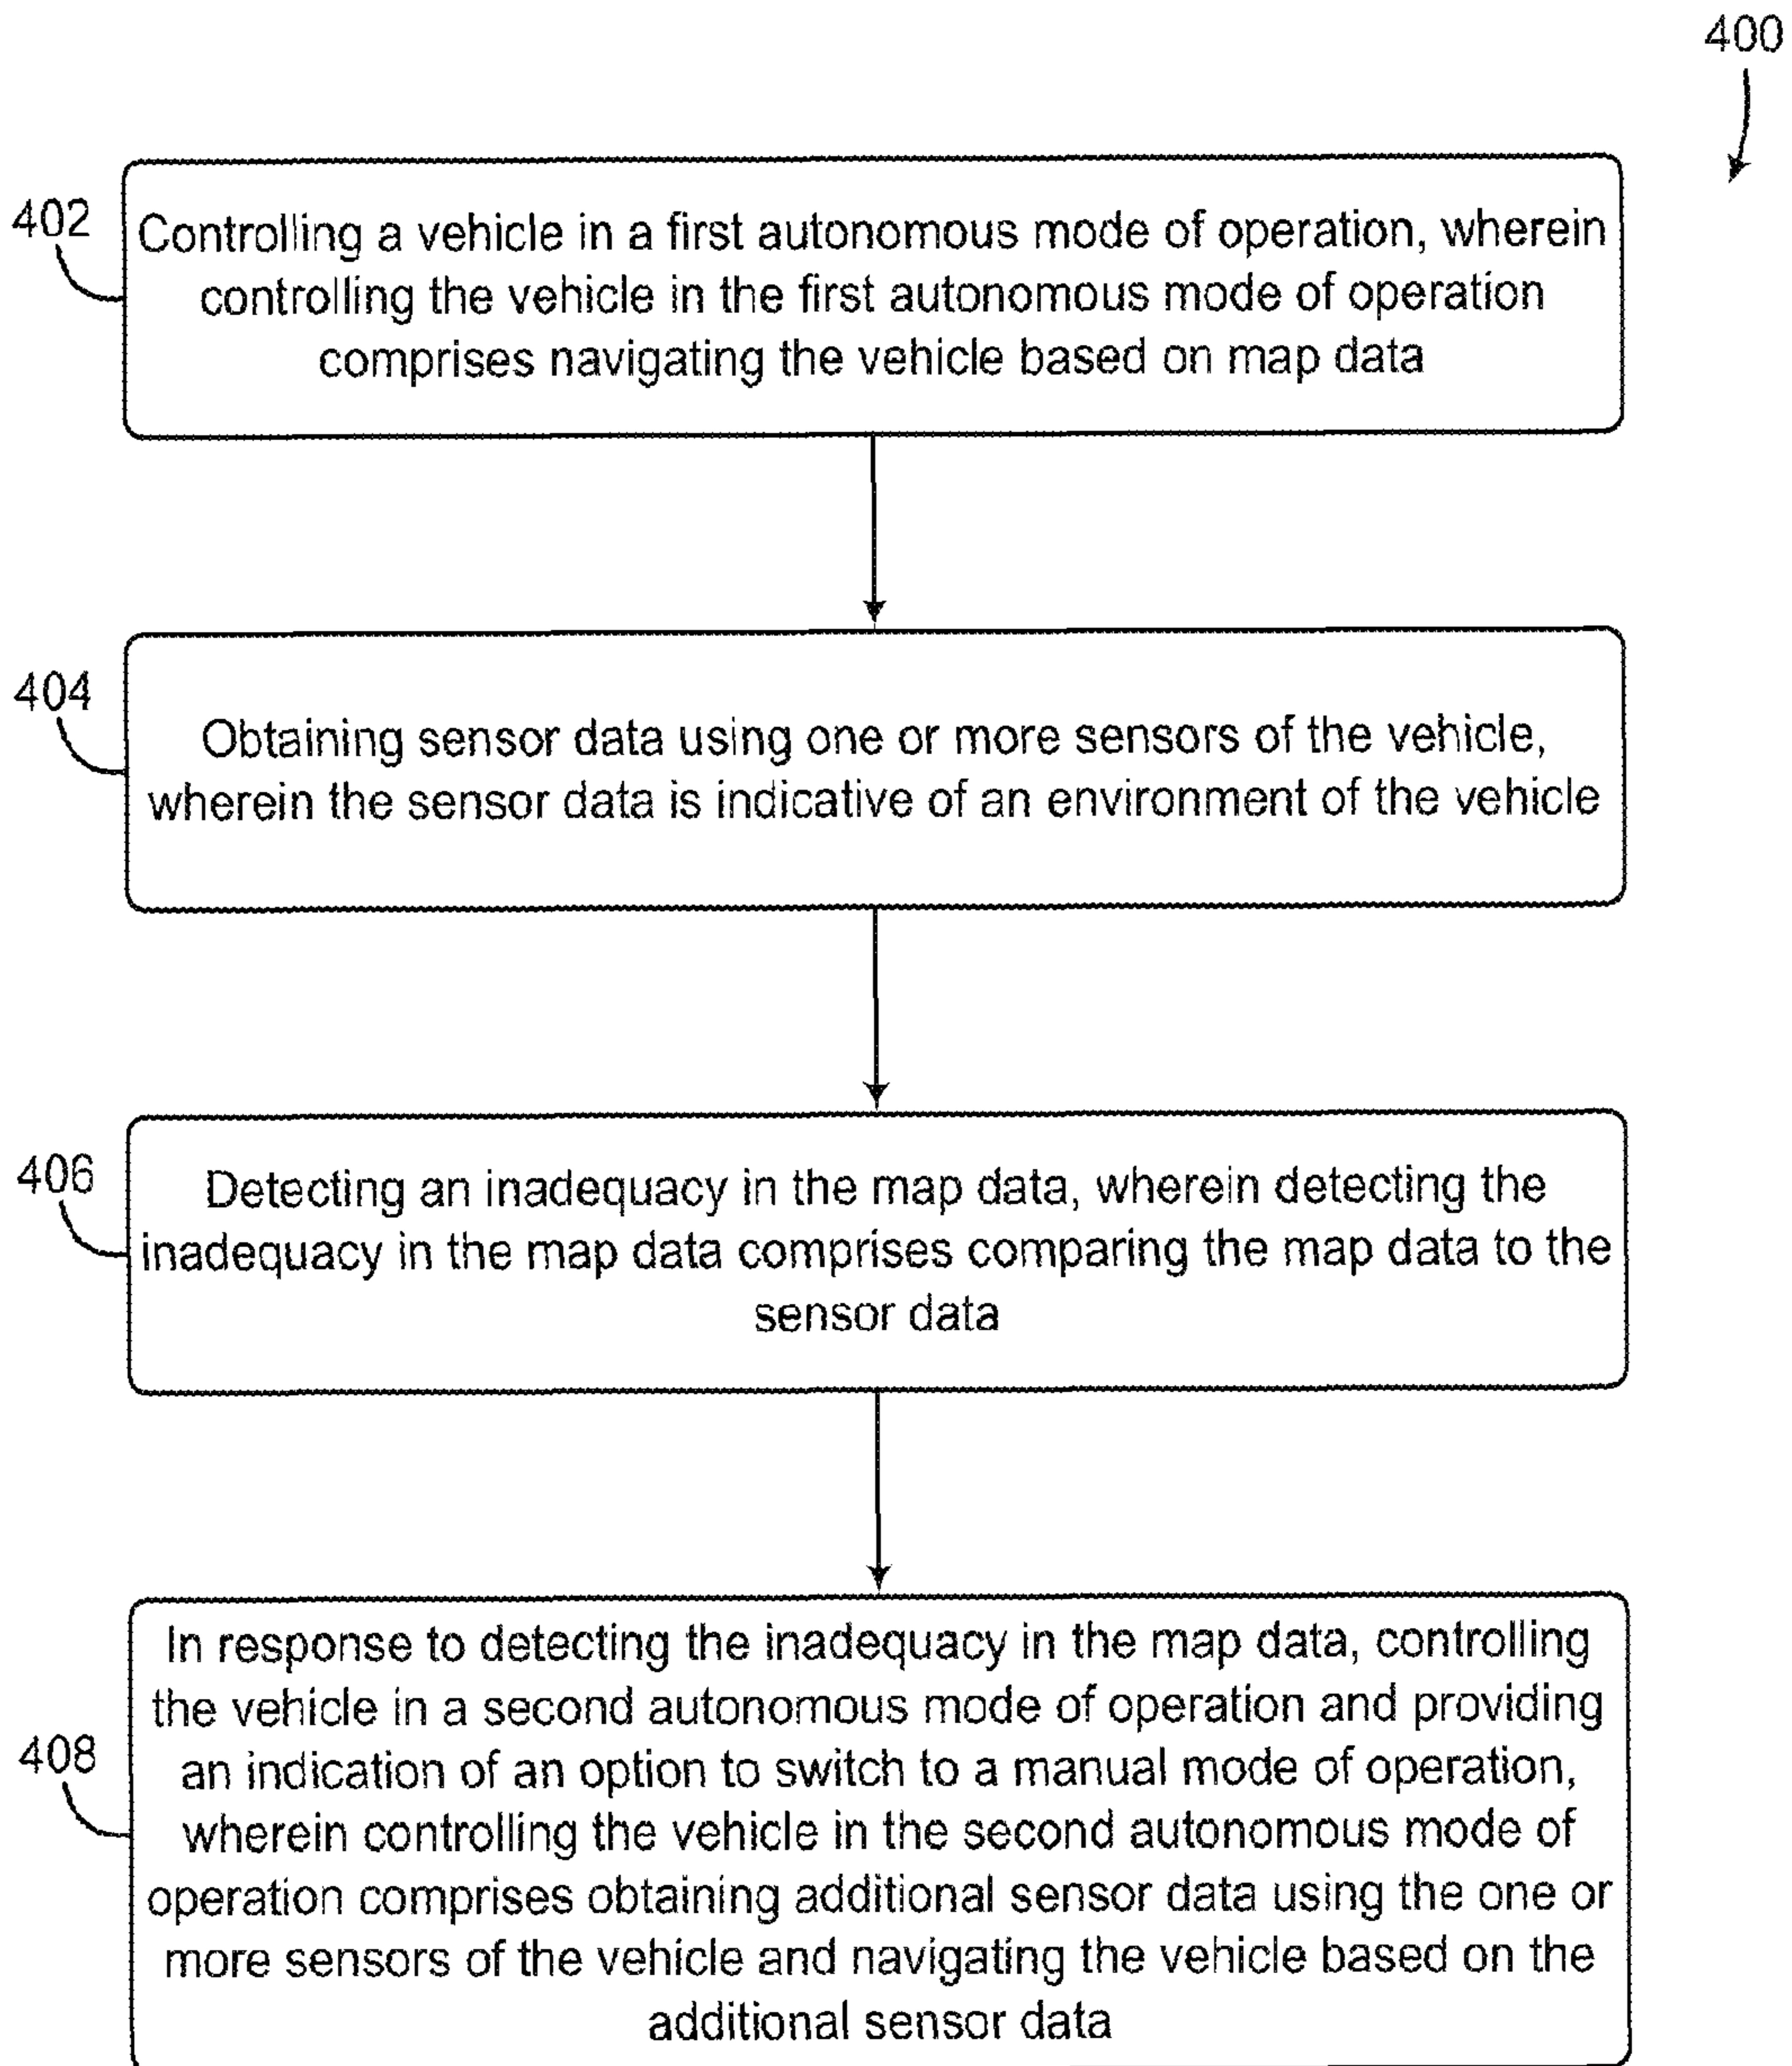 400
402
Controlling a vehicle in a first autonomous mode of operation, wherein
controlling the vehicle in the first autonomous mode of operation
comprises navigating the vehicle based on map data
404
Obtaining sensor data using one or more sensors of the vehicle,
wherein the sensor data is indicative of an environment of the vehicle
406
Detecting an inadequacy in the map data, wherein detecting the
inadequacy in the map data comprises comparing the map data to the
sensor data
408
In response to detecting the inadequacy in the map data, controlling
the vehicle in a second autonomous mode of operation and providing
an indication of an option to switch to a manual mode of operation,
wherein controlling the vehicle in the second autonomous mode of
operation comprises obtaining additional sensor data using the one or
more sensors of the vehicle and navigating the vehicle based on the
additional sensor data